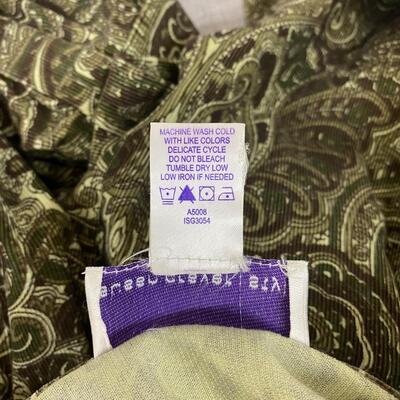 MACHINE WASH COLD
WITH LIKE COLORS
DELICATE CYCLE
DO NOT BLEACH
TUMBLE DRY LOW
LOW IRON IF NEEDED
A5008
ISG3054